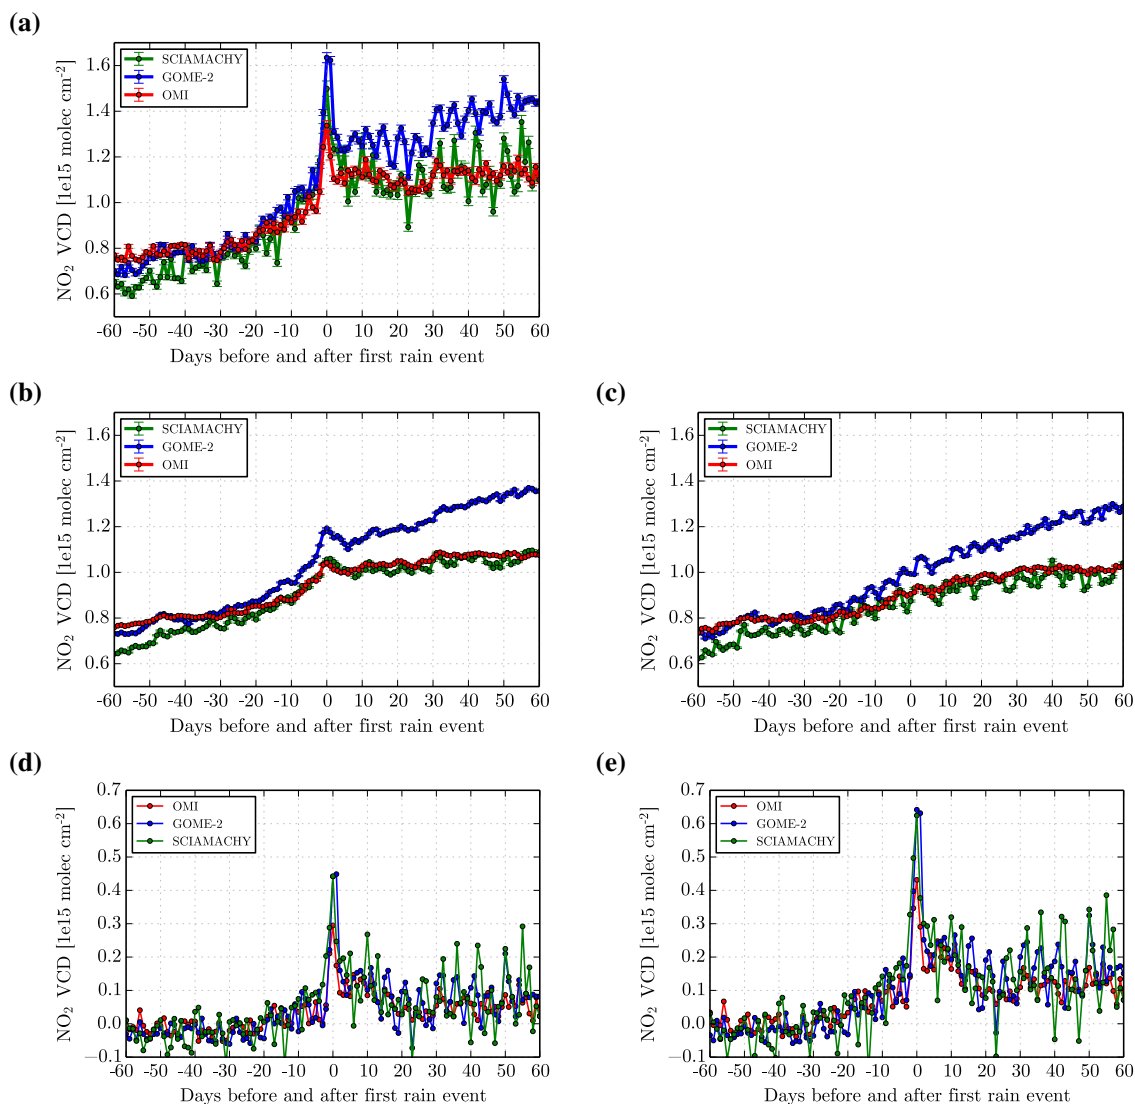 (a)
NO₂ VCD [1e15 molec cm⁻²]
1.6
1.4
1.2
1.0
0.8
0.6
SCIAMACHY
GOME-2
OMI
-60 -50 -40 -30 -20 -10 0 10 20 30 40 50 60
Days before and after first rain event
(b)
NO₂ VCD [1e15 molec cm⁻²]
1.6
1.4
1.2
1.0
0.8
0.6
SCIAMACHY
GOME-2
OMI
-60 -50 -40 -30 -20 -10 0 10 20 30 40 50 60
Days before and after first rain event
(c)
NO₂ VCD [1e15 molec cm⁻²]
1.6
1.4
1.2
1.0
0.8
0.6
SCIAMACHY
GOME-2
OMI
-60 -50 -40 -30 -20 -10 0 10 20 30 40 50 60
Days before and after first rain event
(d)
NO₂ VCD [1e15 molec cm⁻²]
0.7
0.6
0.5
0.4
0.3
0.2
0.1
0.0
−0.1
OMI
GOME-2
SCIAMACHY
-60 -50 -40 -30 -20 -10 0 10 20 30 40 50 60
Days before and after first rain event
(e)
NO₂ VCD [1e15 molec cm⁻²]
0.7
0.6
0.5
0.4
0.3
0.2
0.1
0.0
−0.1
OMI
GOME-2
SCIAMACHY
-60 -50 -40 -30 -20 -10 0 10 20 30 40 50 60
Days before and after first rain event